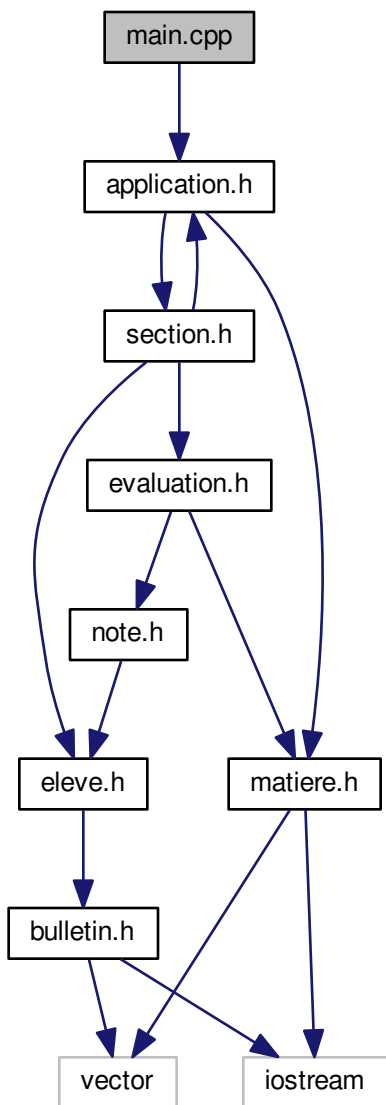 main.cpp
application.h
section.h
evaluation.h
note.h
eleve.h
matiere.h
bulletin.h
vector
iostream